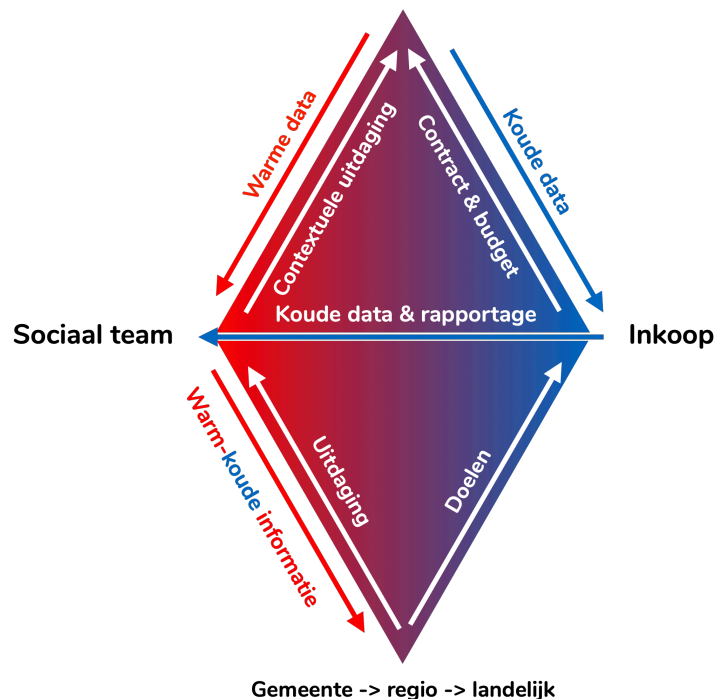 Warme data
Contextuele uitdaging
Contract & budget
Koude data
Koude data & rapportage
Sociaal team
Inkoop
Warm-koude informatie
Uitdaging
Doelen
Gemeente -> regio -> landelijk